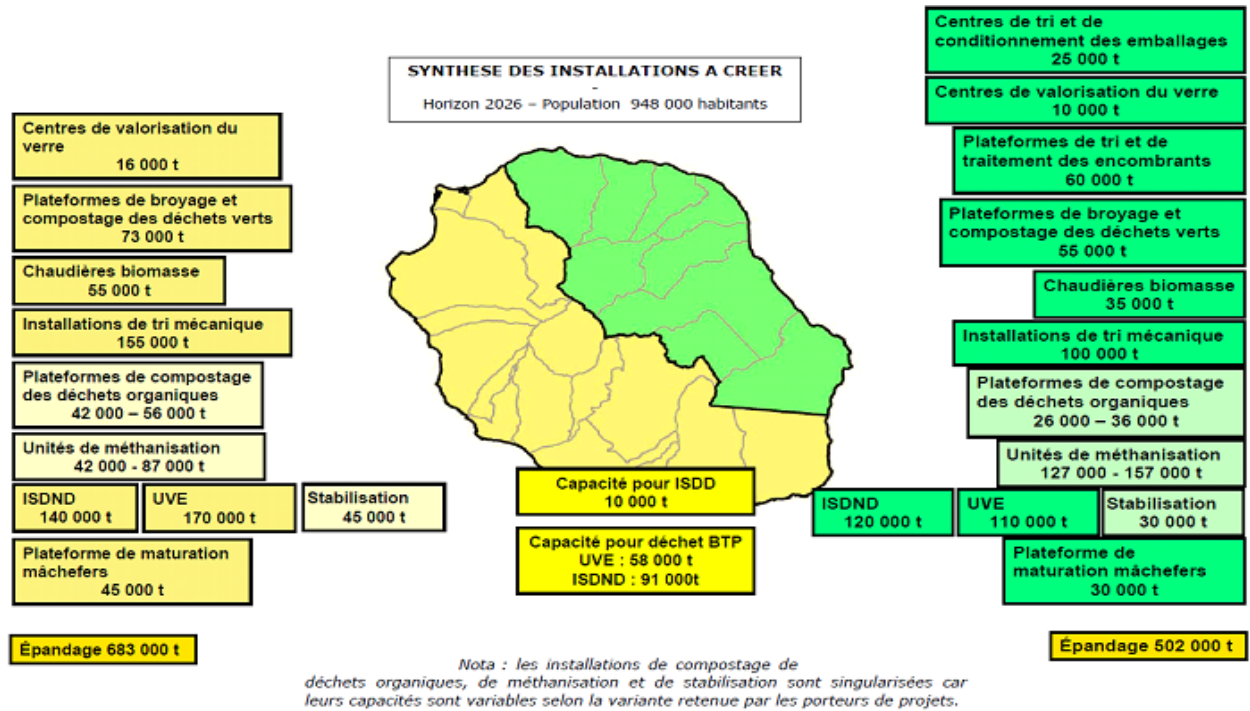 SYNTHESE DES INSTALLATIONS A CREER
-
Horizon 2026 – Population 948 000 habitants
Centres de valorisation du
verre
16 000 t
Plateformes de broyage et
compostage des déchets verts
73 000 t
Chaudières biomasse
55 000 t
Installations de tri mécanique
155 000 t
Plateformes de compostage
des déchets organiques
42 000 – 56 000 t
Unités de méthanisation
42 000 - 87 000 t
ISDND
140 000 t
UVE
170 000 t
Stabilisation
45 000 t
Plateforme de maturation
mâchefers
45 000 t
Épandage 683 000 t
Capacité pour ISDD
10 000 t
Capacité pour déchet BTP
UVE : 58 000 t
ISDND : 91 000t
Centres de tri et de
conditionnement des emballages
25 000 t
Centres de valorisation du verre
10 000 t
Plateformes de tri et de
traitement des encombrants
60 000 t
Plateformes de broyage et
compostage des déchets verts
55 000 t
Chaudières biomasse
35 000 t
Installations de tri mécanique
100 000 t
Plateformes de compostage
des déchets organiques
26 000 – 36 000 t
Unités de méthanisation
127 000 - 157 000 t
ISDND
120 000 t
UVE
110 000 t
Stabilisation
30 000 t
Plateforme de
maturation mâchefers
30 000 t
Épandage 502 000 t
Nota : les installations de compostage de
déchets organiques, de méthanisation et de stabilisation sont singularisées car
leurs capacités sont variables selon la variante retenue par les porteurs de projets.